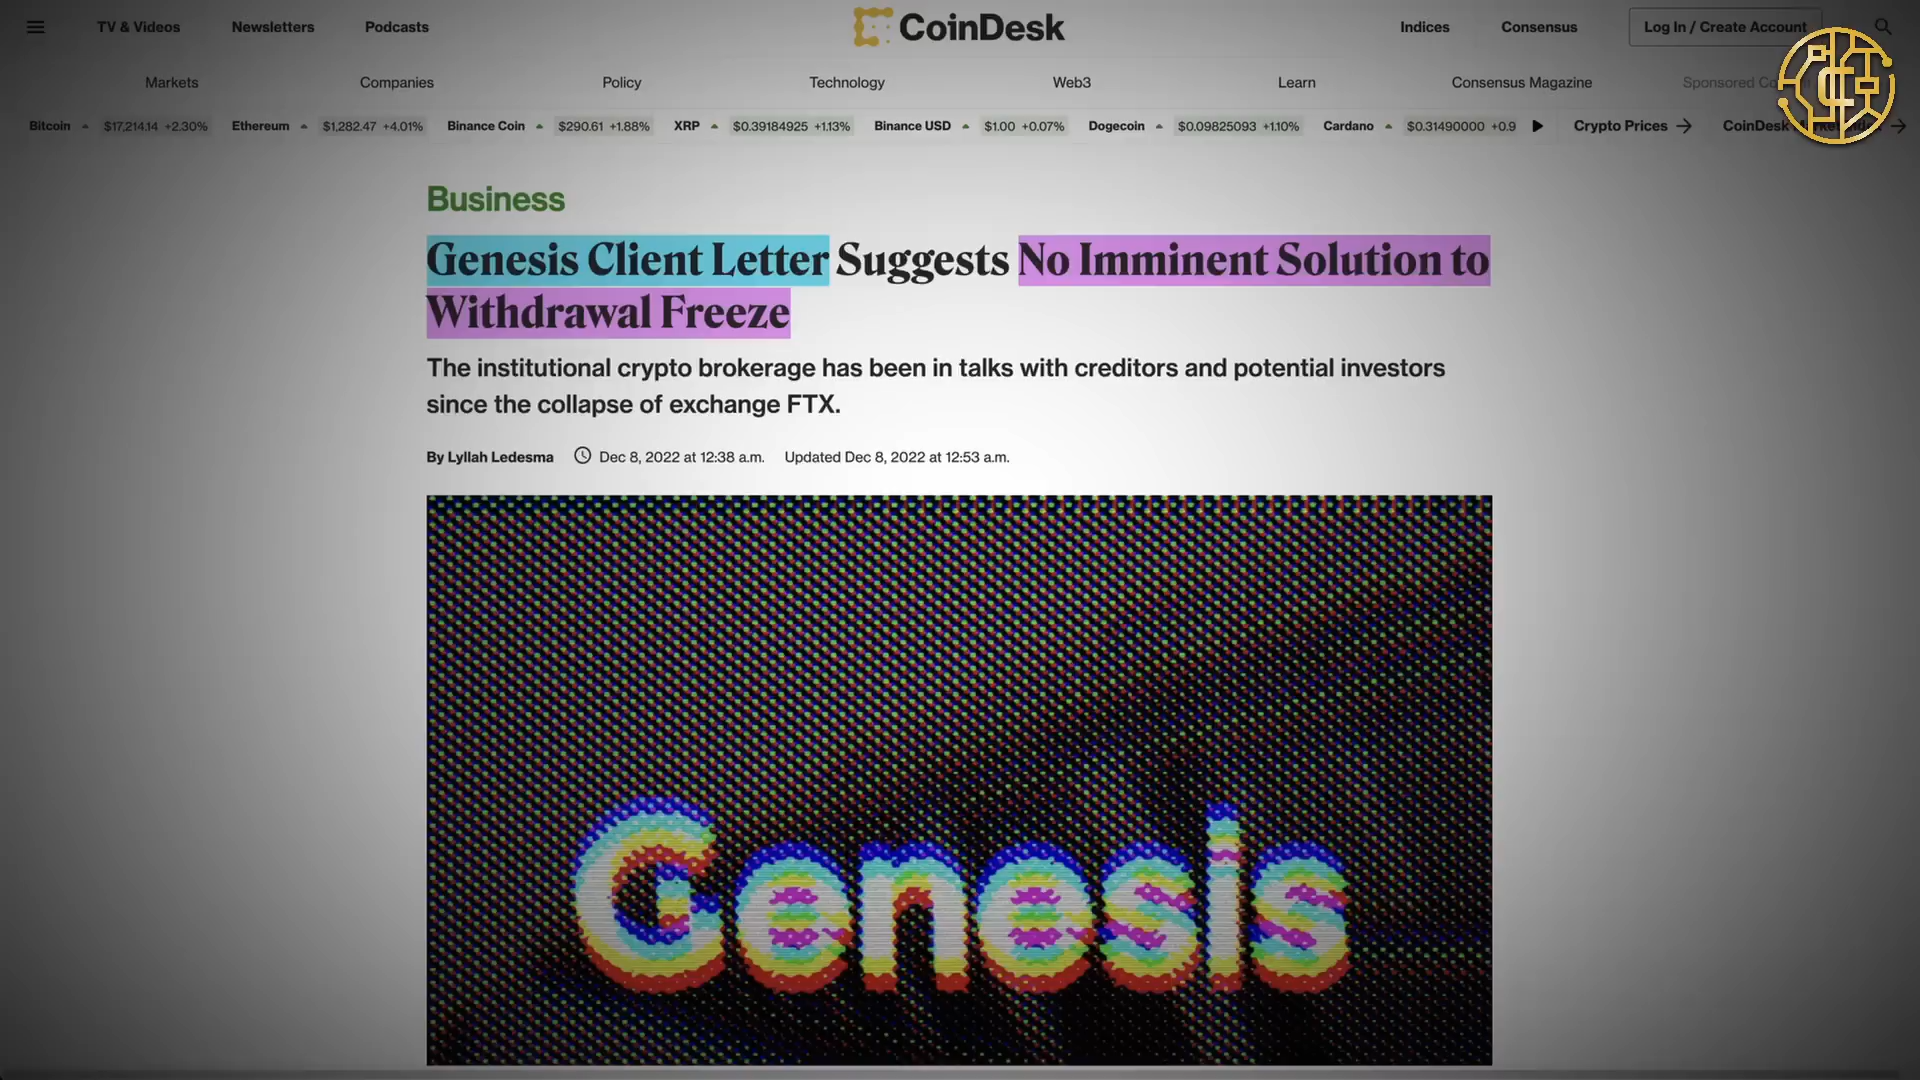 TV & Videos Newsletters Podcasts CoinDesk Indices Consensus Log In / Create Account
Markets Companies Policy Technology Web3 Learn Consensus Magazine Sponsored
Bitcoin $17,214.14 +2.30% Ethereum $1,282.47 +4.01% Binance Coin $290.61 +1.88% XRP $0.39184925 +1.13% Binance USD $1.00 +0.07% Dogecoin $0.09825093 +1.10% Cardano $0.31490000 +0.9 Crypto Prices CoinDesk
Business
Genesis Client Letter Suggests No Imminent Solution to
Withdrawal Freeze
The institutional crypto brokerage has been in talks with creditors and potential investors
since the collapse of exchange FTX.
By Lyllah Ledesma Dec 8, 2022 at 12:38 a.m. Updated Dec 8, 2022 at 12:53 a.m.
Genesis